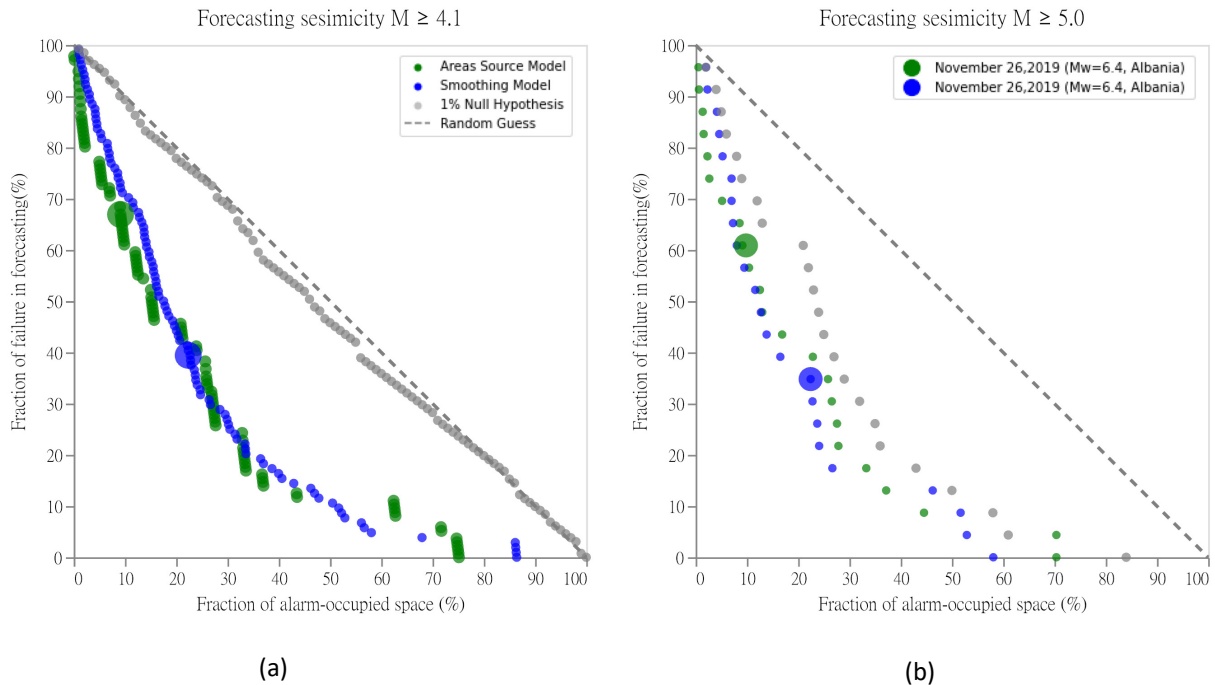 Forecasting sesimicity M ≥ 4.1
Fraction of failure in forecasting(%)
100
90
80
70
60
50
40
30
20
10
0
Areas Source Model
Smoothing Model
1% Null Hypothesis
Random Guess
0 10 20 30 40 50 60 70 80 90 100
Fraction of alarm-occupied space (%)
(a)
Forecasting sesimicity M ≥ 5.0
Fraction of failure in forecasting(%)
100
90
80
70
60
50
40
30
20
10
0
November 26,2019 (Mw=6.4, Albania)
November 26,2019 (Mw=6.4, Albania)
0 10 20 30 40 50 60 70 80 90 100
Fraction of alarm-occupied space (%)
(b)